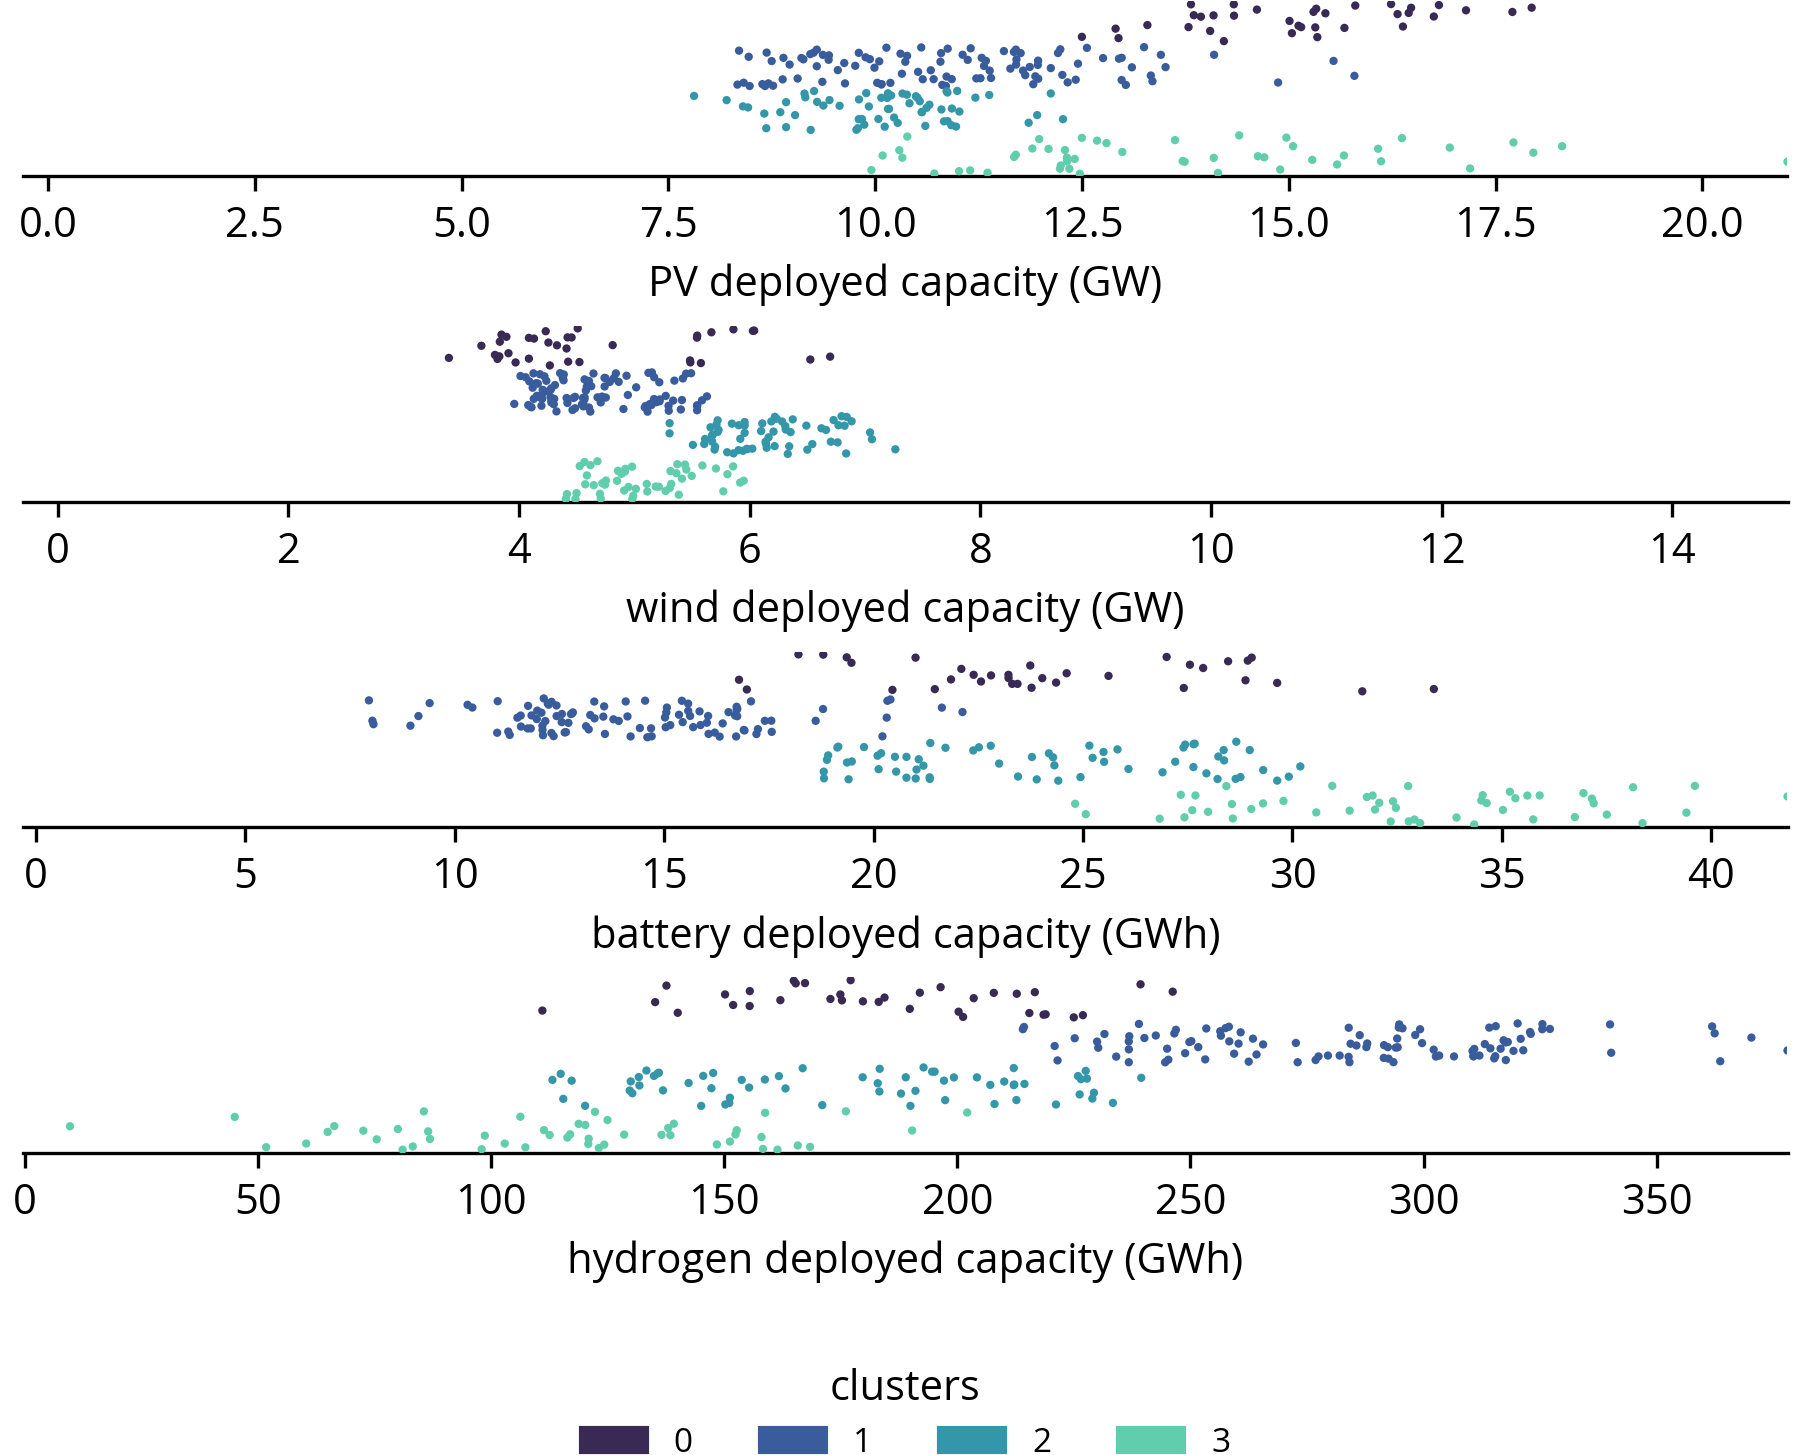 0.0 2.5 5.0 7.5 10.0 12.5 15.0 17.5 20.0
PV deployed capacity (GW)
0 2 4 6 8 10 12 14
wind deployed capacity (GW)
0 5 10 15 20 25 30 35 40
battery deployed capacity (GWh)
0 50 100 150 200 250 300 350
hydrogen deployed capacity (GWh)
clusters
0 1 2 3